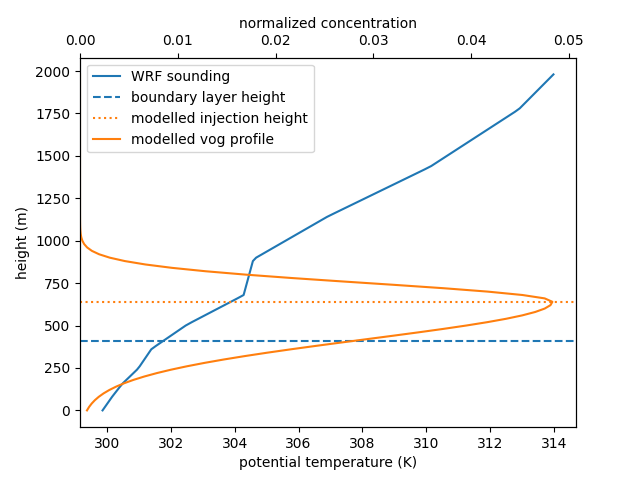 normalized concentration
0.00 0.01 0.02 0.03 0.04 0.05
WRF sounding
boundary layer height
modelled injection height
modelled vog profile
2000
1750
1500
1250
1000
750
500
250
0
height (m)
300 302 304 306 308 310 312 314
potential temperature (K)